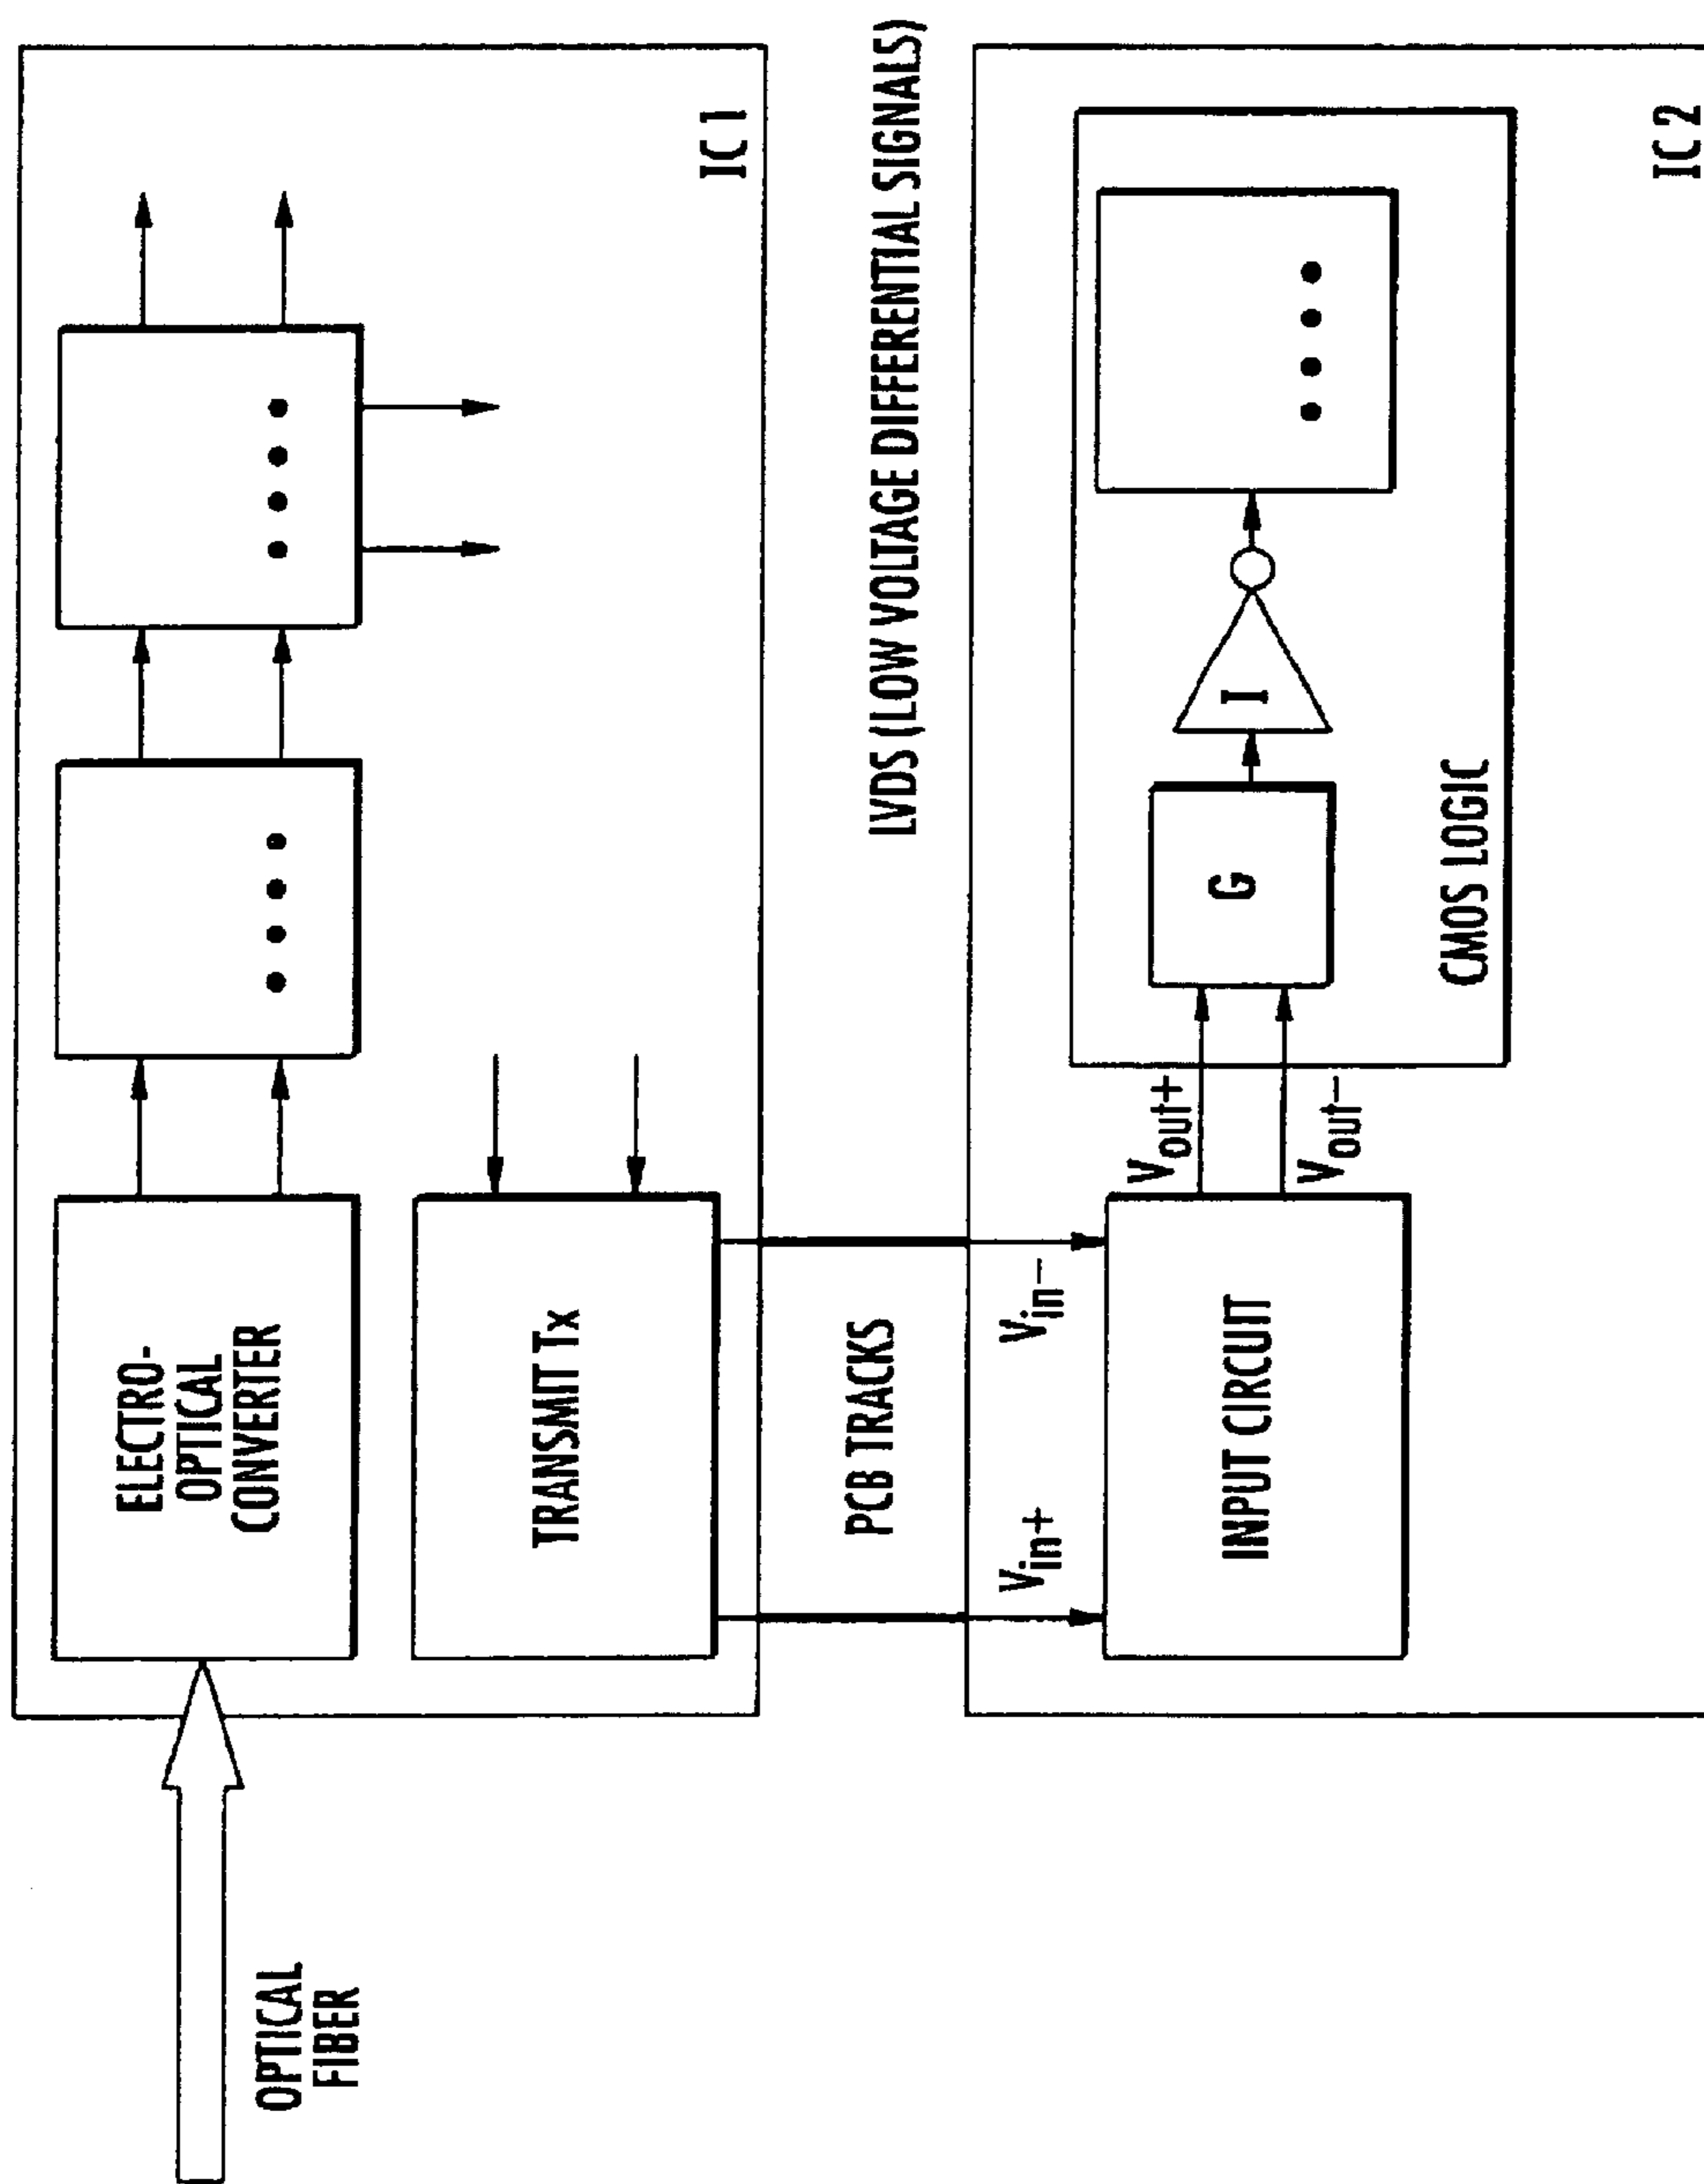 OPTICAL
FIBER
ELECTRO-
OPTICAL
CONVERTER
TRANSMIT Tx
IC 1
PCB TRACKS
LVDS (LOW VOLTAGE DIFFERENTIAL SIGNALS)
Vin+
Vin−
INPUT CIRCUIT
Vout+
Vout−
G
I
CMOS LOGIC
IC 2